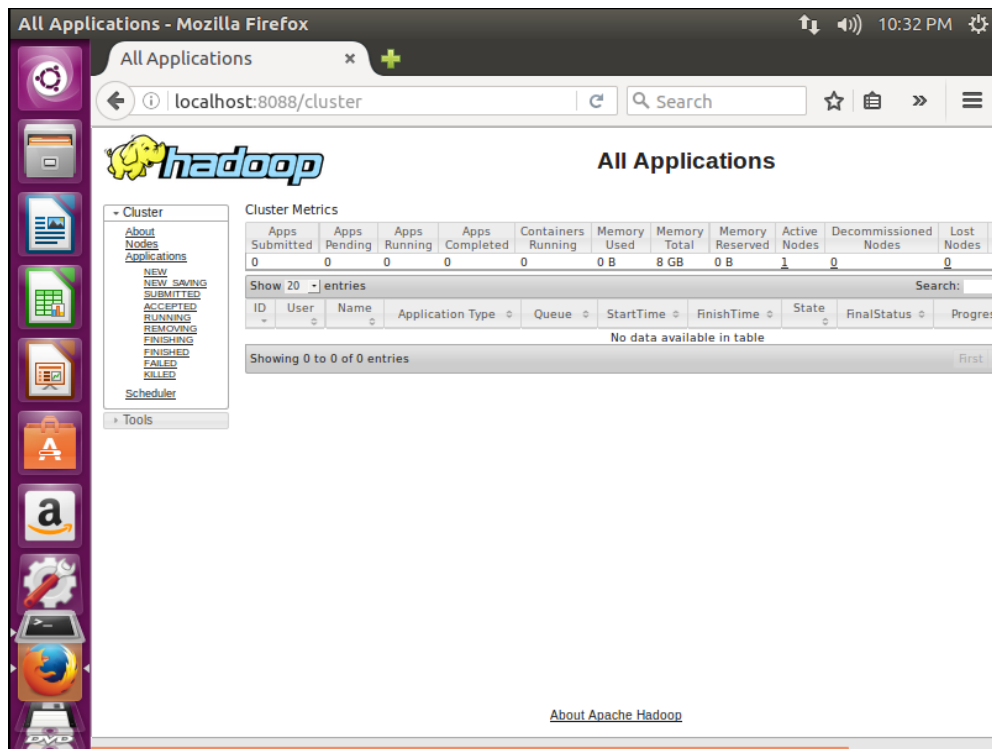 All Applications - Mozilla Firefox 10:32 PM
All Applications
localhost:8088/cluster Search
hadoop
All Applications
Cluster
About
Nodes
Applications
NEW
NEW_SAVING
SUBMITTED
ACCEPTED
RUNNING
REMOVING
FINISHING
FINISHED
FAILED
KILLED
Scheduler
Tools
Cluster Metrics
Apps Submitted Apps Pending Apps Running Apps Completed Containers Running Memory Used Memory Total Memory Reserved Active Nodes Decommissioned Nodes Lost Nodes
0 0 0 0 0 0 B 8 GB 0 B 1 0 0
Show 20 entries Search:
ID User Name Application Type Queue StartTime FinishTime State FinalStatus Progres
No data available in table
Showing 0 to 0 of 0 entries First
About Apache Hadoop
a
DVD